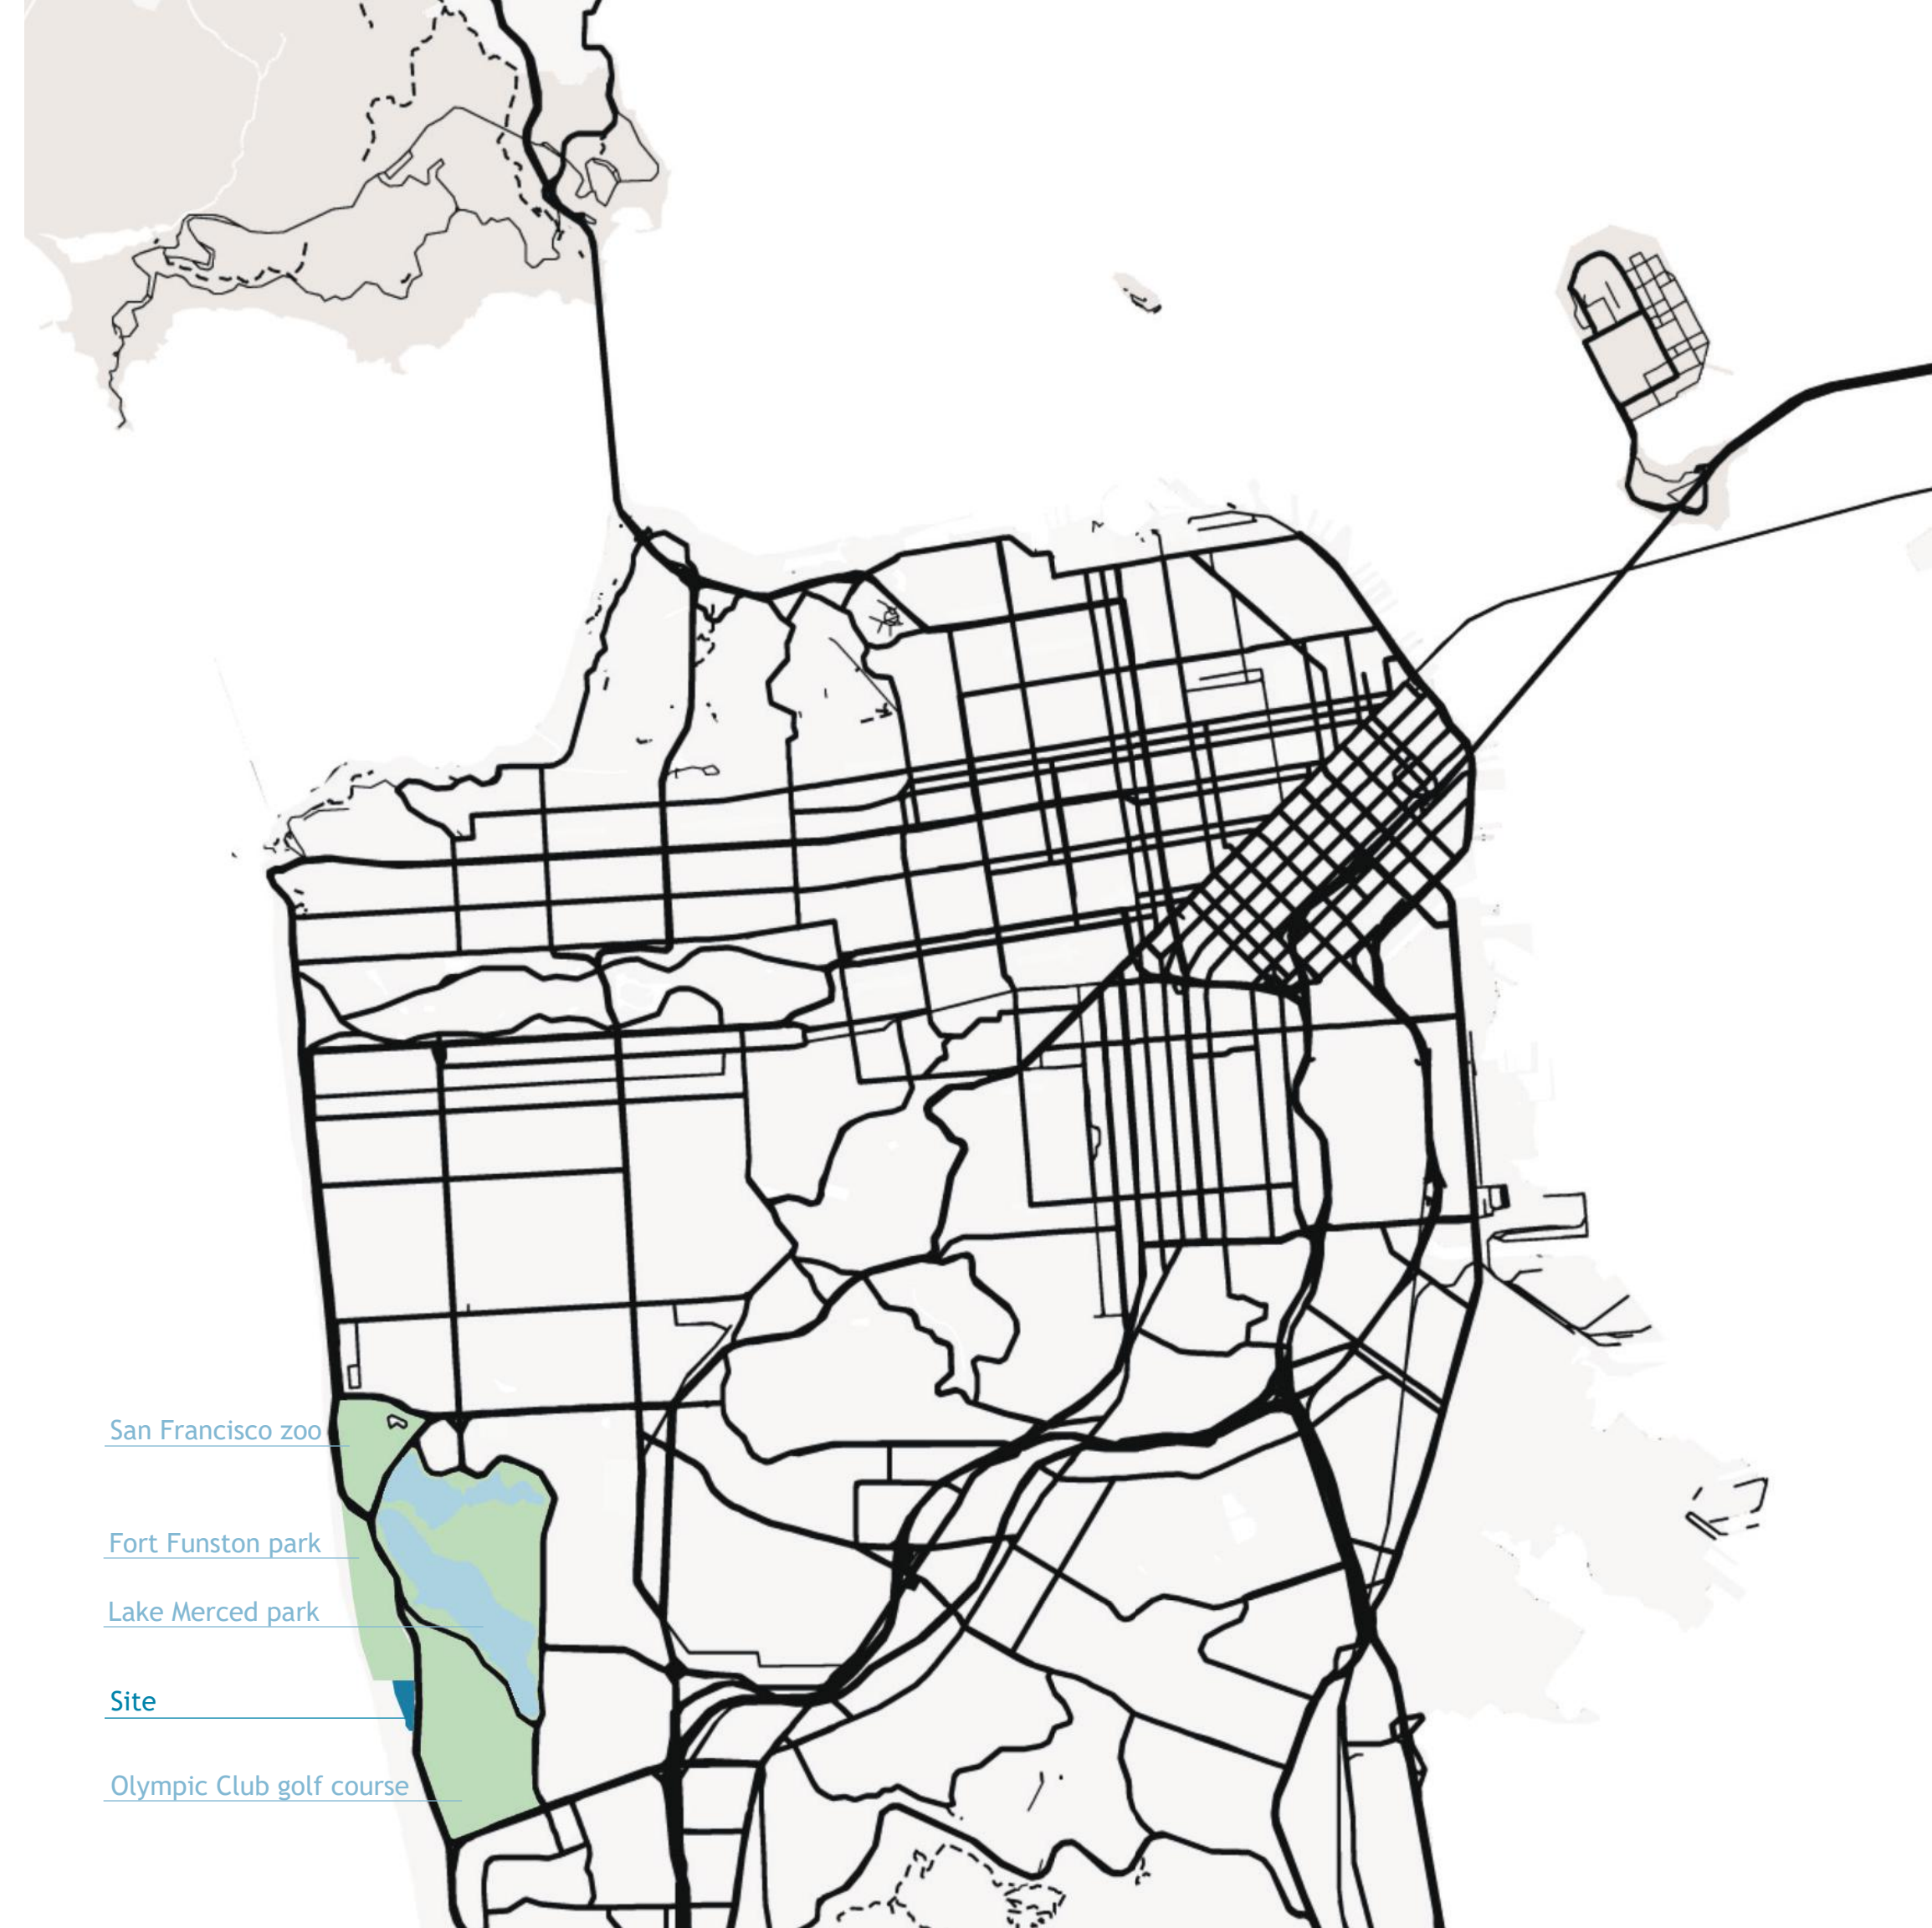 San Francisco zoo
Fort Funston park
Lake Merced park
Site
Olympic Club golf course